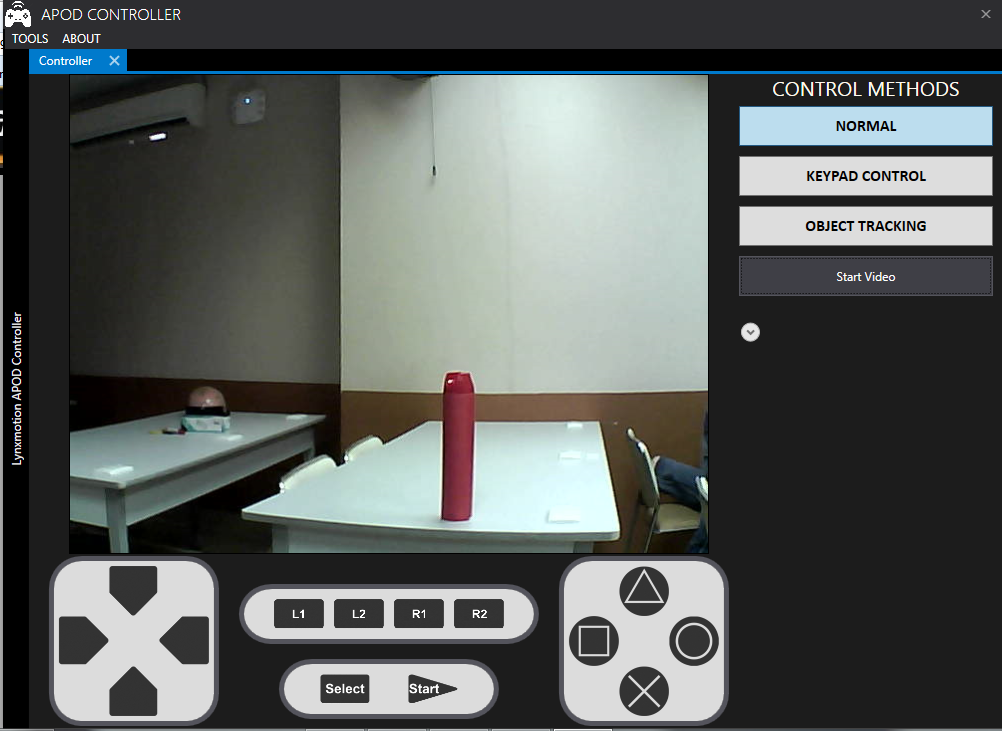 APOD CONTROLLER
TOOLS ABOUT
Controller
Lynxmotion APOD Controller
CONTROL METHODS
NORMAL
KEYPAD CONTROL
OBJECT TRACKING
Start Video
L1 L2 R1 R2
Select Start